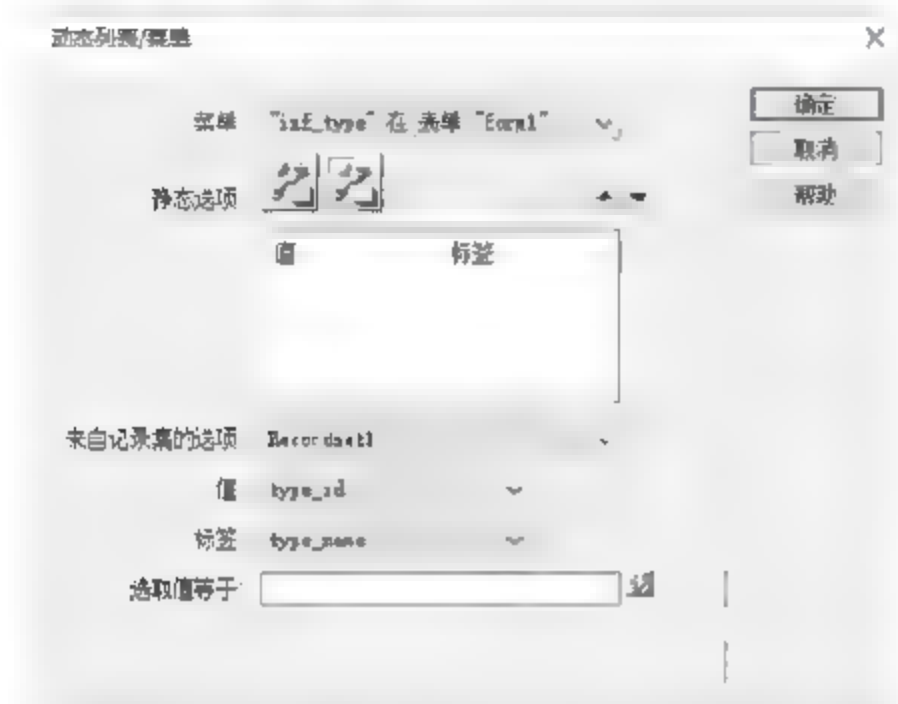 动态列表/菜单
菜单 "inf_type" 在 表单 "form1"
确定
取消
静态选项
帮助
值 标签
来自记录集的选项 Recordset1
值 type_id
标签 type_name
选取值等于: